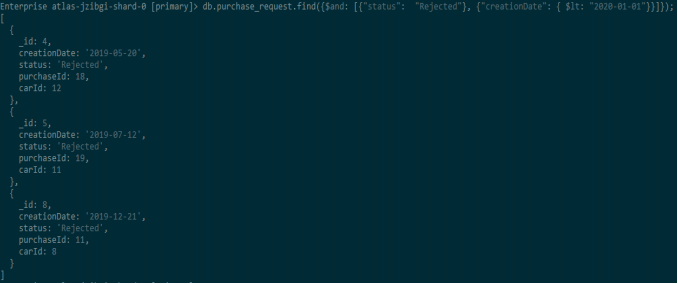 Enterprise atlas-jzibgi-shard-0 [primary]> db.purchase_request.find({$and: [{"status":  "Rejected"}, {"creationDate": { $lt: "2020-01-01"}}]});
[
  {
    _id: 4,
    creationDate: '2019-05-20',
    status: 'Rejected',
    purchaseId: 18,
    carId: 12
  },
  {
    _id: 5,
    creationDate: '2019-07-12',
    status: 'Rejected',
    purchaseId: 19,
    carId: 11
  },
  {
    _id: 8,
    creationDate: '2019-12-21',
    status: 'Rejected',
    purchaseId: 11,
    carId: 8
  }
]